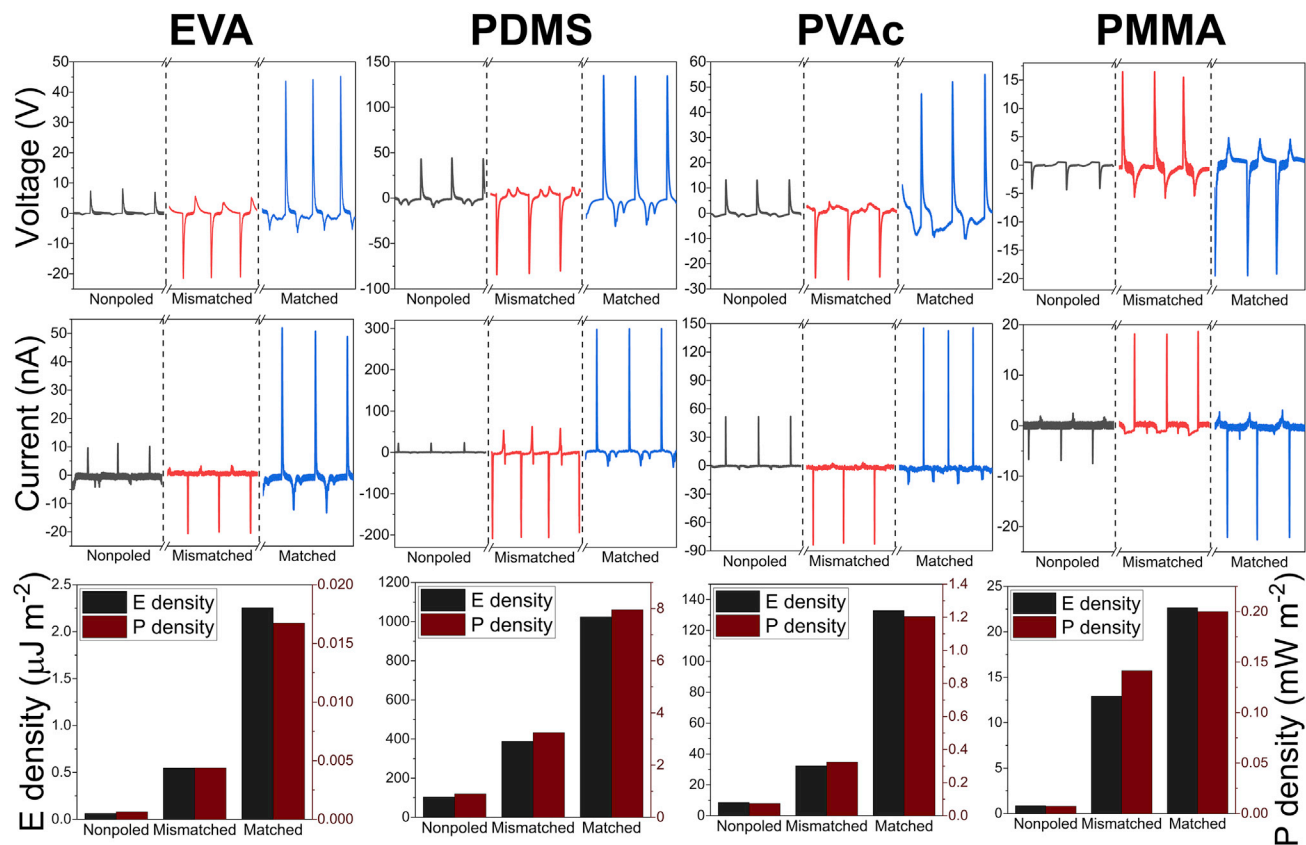 EVA PDMS PVAc PMMA
Voltage (V)
50 40 30 20 10 0 -10 -20
Nonpoled Mismatched Matched
150 100 50 0 -50 -100
Nonpoled Mismatched Matched
60 50 40 30 20 10 0 -10 -20 -30
Nonpoled Mismatched Matched
15 10 5 0 -5 -10 -15 -20
Nonpoled Mismatched Matched
Current (nA)
50 40 30 20 10 0 -10 -20
Nonpoled Mismatched Matched
300 200 100 0 -100 -200
Nonpoled Mismatched Matched
150 120 90 60 30 0 -30 -60 -90
Nonpoled Mismatched Matched
20 10 0 -10 -20
Nonpoled Mismatched Matched
E density (μJ m-2)
2.5 2.0 1.5 1.0 0.5 0.0
E density
P density
0.020 0.015 0.010 0.005 0.000
Nonpoled Mismatched Matched
1200 1000 800 600 400 200 0
E density
P density
8 6 4 2 0
Nonpoled Mismatched Matched
140 120 100 80 60 40 20 0
E density
P density
1.4 1.2 1.0 0.8 0.6 0.4 0.2 0.0
Nonpoled Mismatched Matched
25 20 15 10 5 0
E density
P density
0.20 0.15 0.10 0.05 0.00
Nonpoled Mismatched Matched
P density (mW m-2)